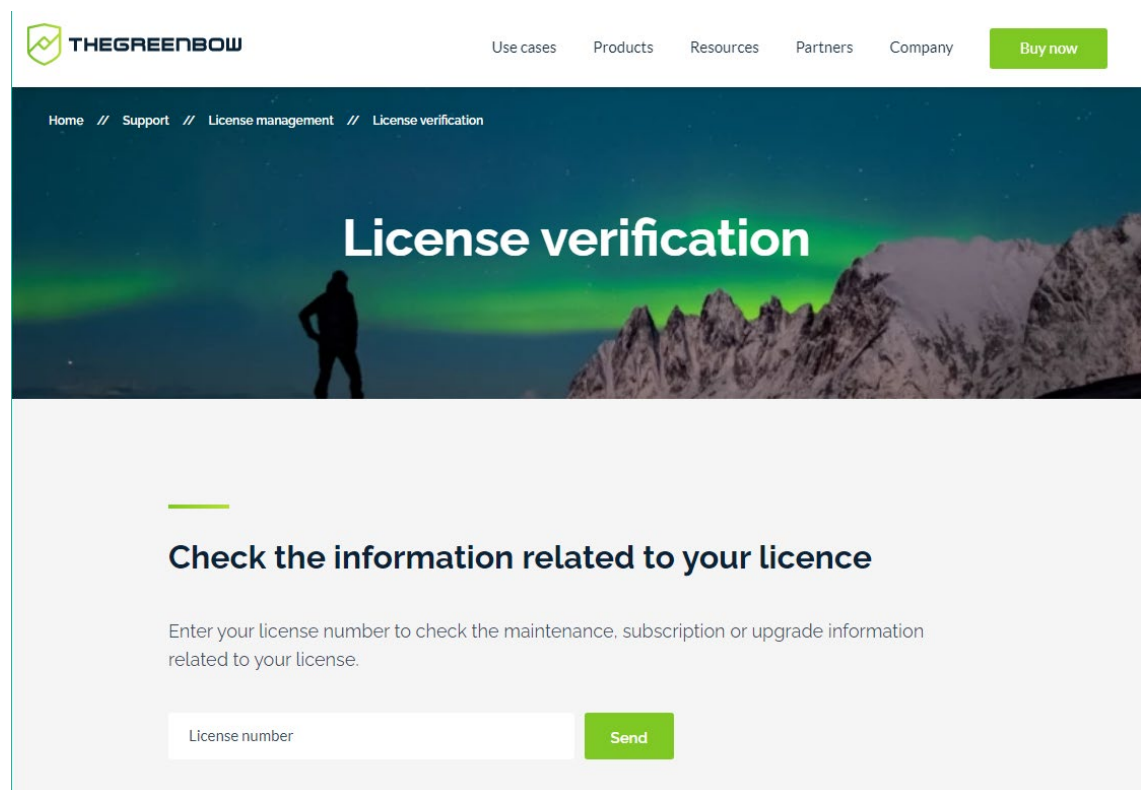 THEGREENBOW
Use cases Products Resources Partners Company Buy now
Home // Support // License management // License verification
License verification
Check the information related to your licence
Enter your license number to check the maintenance, subscription or upgrade information
related to your license.
License number Send